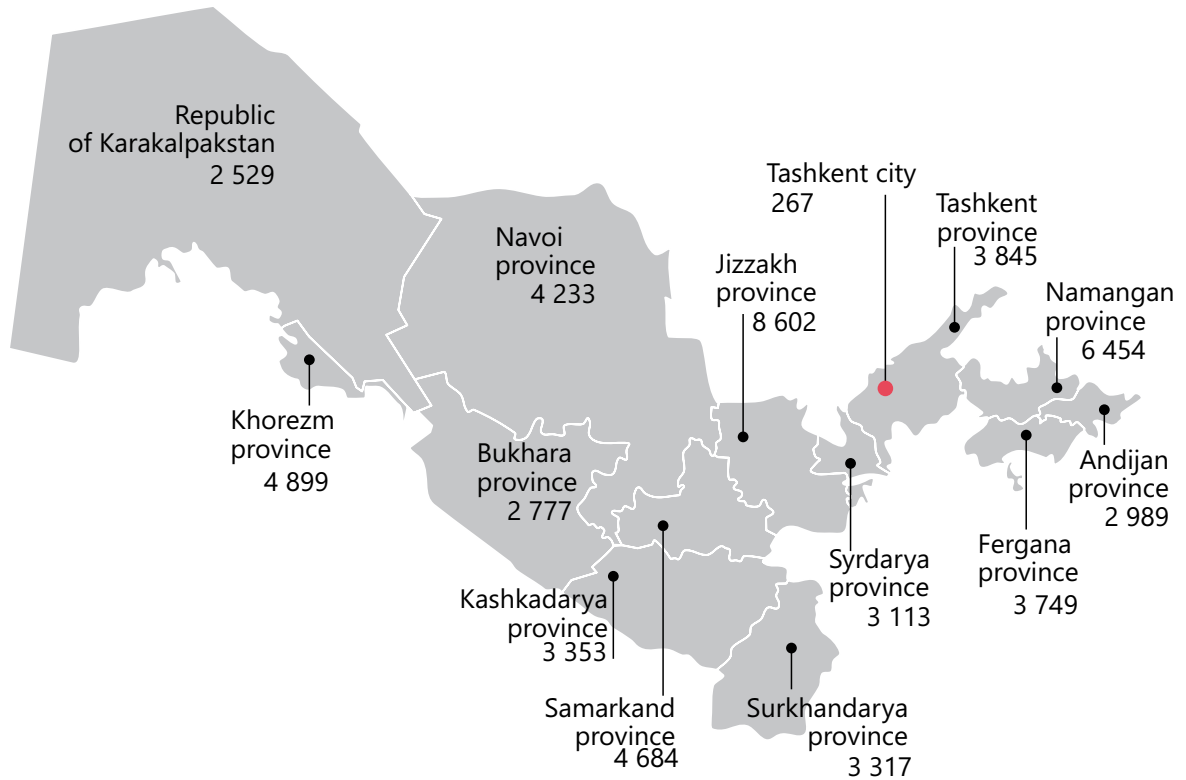 Republic
of Karakalpakstan
2 529
Tashkent city
267
Tashkent
province
3 845
Navoi
province
4 233
Jizzakh
province
8 602
Namangan
province
6 454
Khorezm
province
4 899
Bukhara
province
2 777
Andijan
province
2 989
Fergana
province
3 749
Syrdarya
province
3 113
Kashkadarya
province
3 353
Samarkand
province
4 684
Surkhandarya
province
3 317